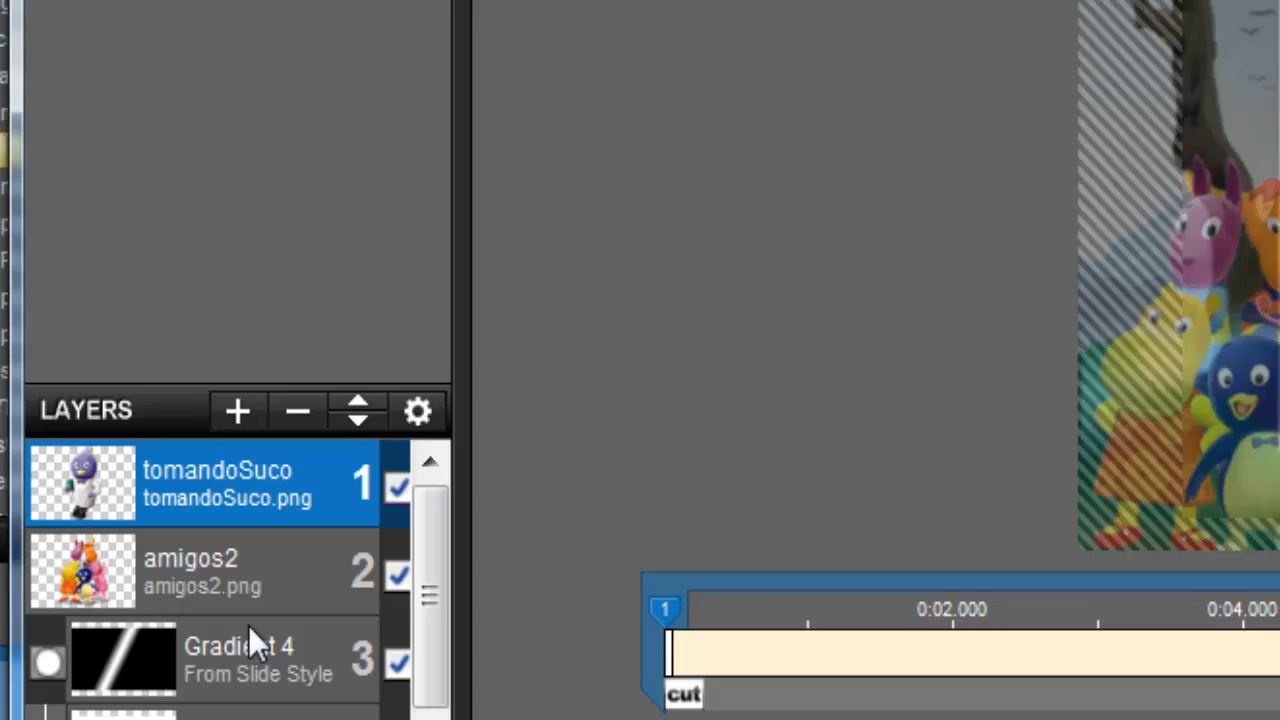 LAYERS
tomandoSuco
tomandoSuco.png
1
amigos2
amigos2.png
2
Gradient 4
From Slide Style
3
1
0:02.000
0:04.000
cut